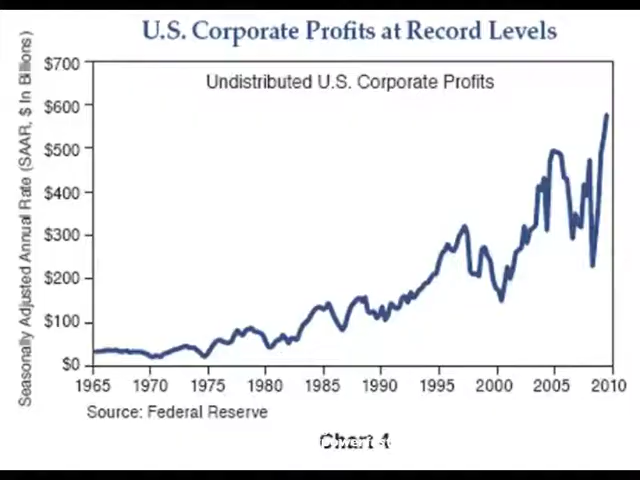 U.S. Corporate Profits at Record Levels
Undistributed U.S. Corporate Profits
Seasonally Adjusted Annual Rate (SAAR, $ In Billions)
$700
$600
$500
$400
$300
$200
$100
$0
1965 1970 1975 1980 1985 1990 1995 2000 2005 2010
Source: Federal Reserve
Chart 4